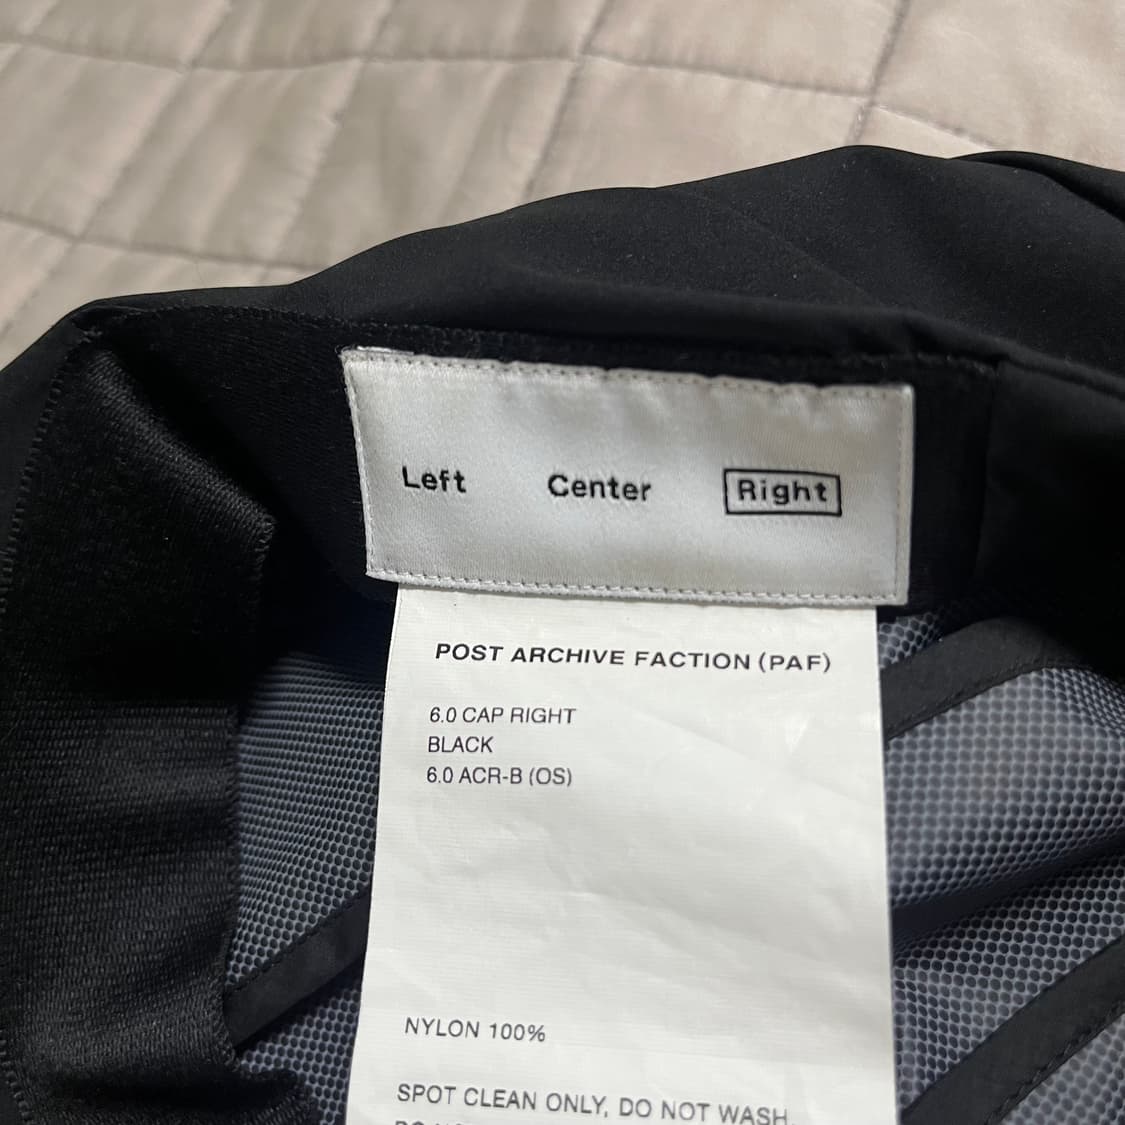 Left Center Right
POST ARCHIVE FACTION (PAF)
6.0 CAP RIGHT
BLACK
6.0 ACR-B (OS)
NYLON 100%
SPOT CLEAN ONLY, DO NOT WASH,